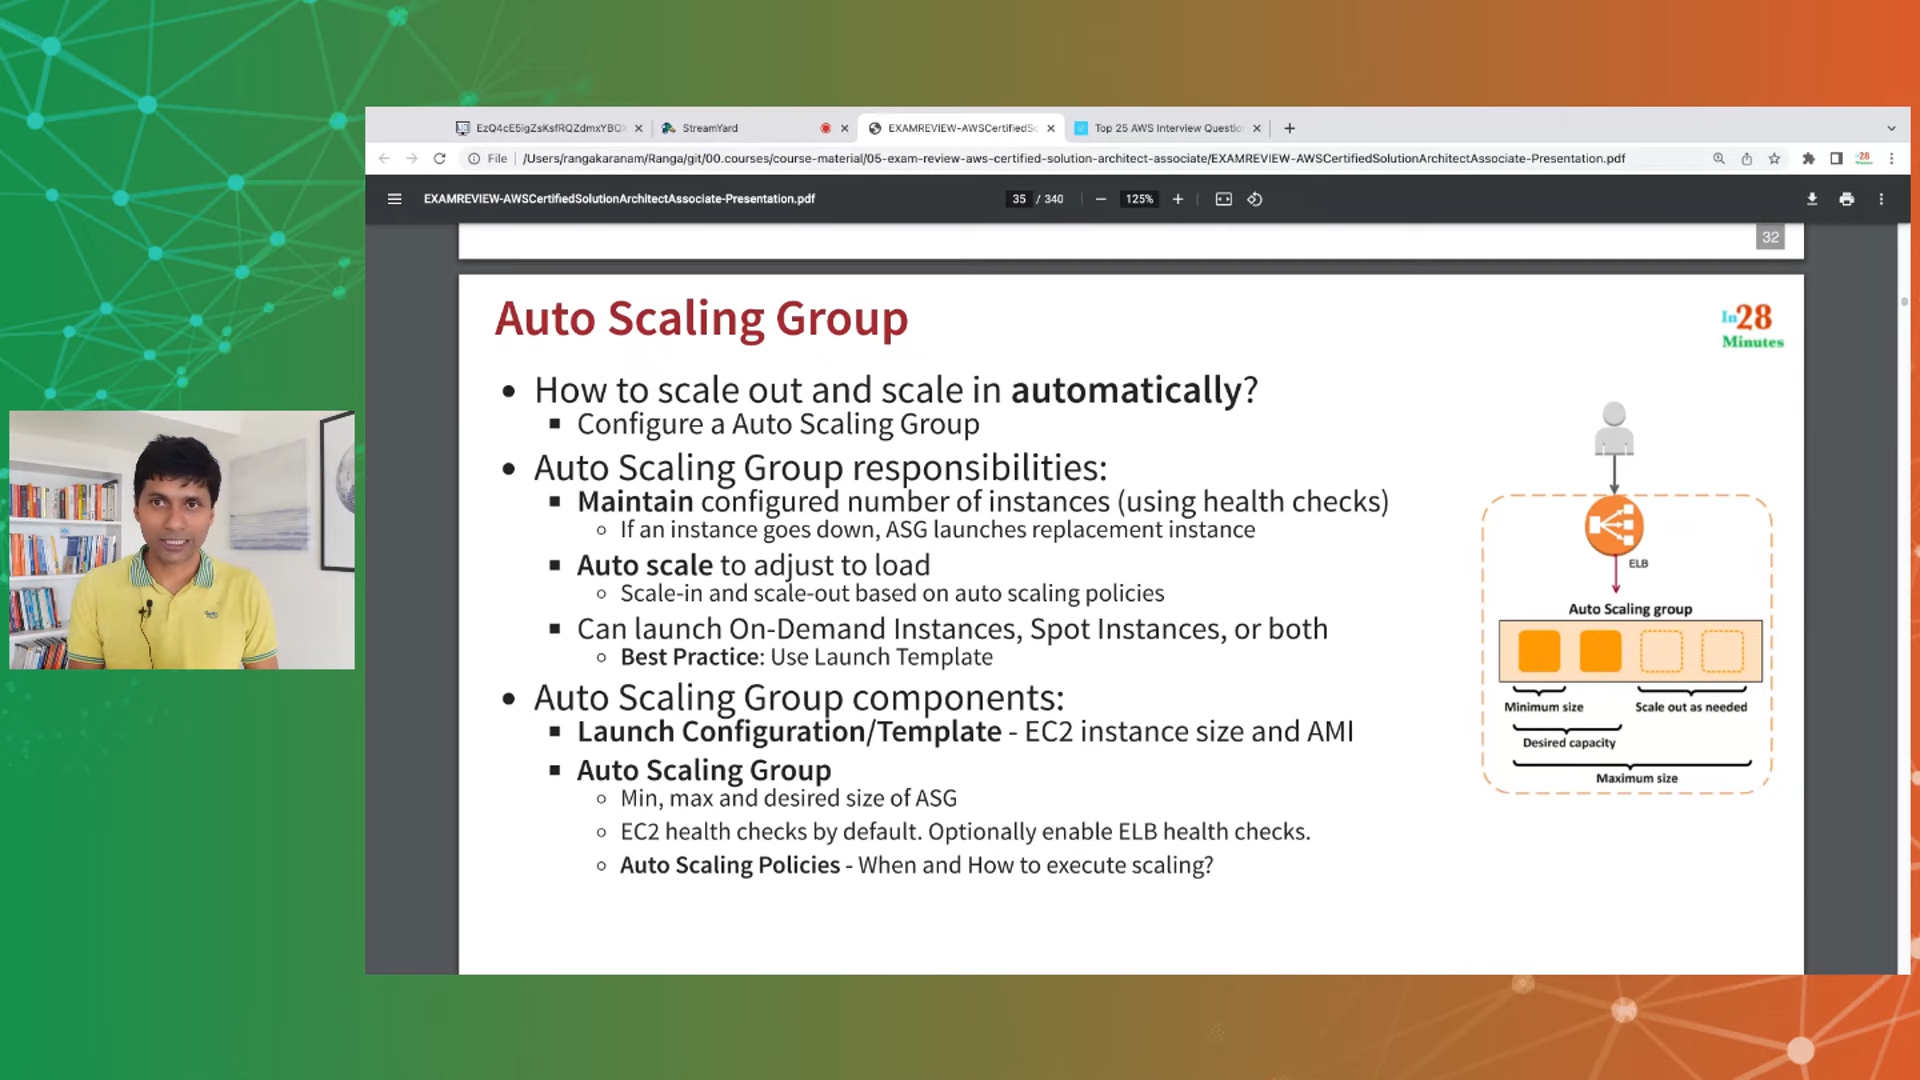 EzQ4cE5igZsKsfRQZdmxYBQX
StreamYard
EXAMREVIEW-AWSCertifiedSc
Top 25 AWS Interview Question
File
/Users/rangakaranam/Ranga/git/00.courses/course-material/05-exam-review-aws-certified-solution-architect-associate/EXAMREVIEW-AWSCertifiedSolutionArchitectAssociate-Presentation.pdf
EXAMREVIEW-AWSCertifiedSolutionArchitectAssociate-Presentation.pdf
35 / 340
125%
32
Auto Scaling Group
In 28
Minutes
• How to scale out and scale in automatically?
▪ Configure a Auto Scaling Group
• Auto Scaling Group responsibilities:
▪ Maintain configured number of instances (using health checks)
○ If an instance goes down, ASG launches replacement instance
▪ Auto scale to adjust to load
○ Scale-in and scale-out based on auto scaling policies
▪ Can launch On-Demand Instances, Spot Instances, or both
○ Best Practice: Use Launch Template
• Auto Scaling Group components:
▪ Launch Configuration/Template - EC2 instance size and AMI
▪ Auto Scaling Group
○ Min, max and desired size of ASG
○ EC2 health checks by default. Optionally enable ELB health checks.
○ Auto Scaling Policies - When and How to execute scaling?
ELB
Auto Scaling group
Minimum size
Scale out as needed
Desired capacity
Maximum size